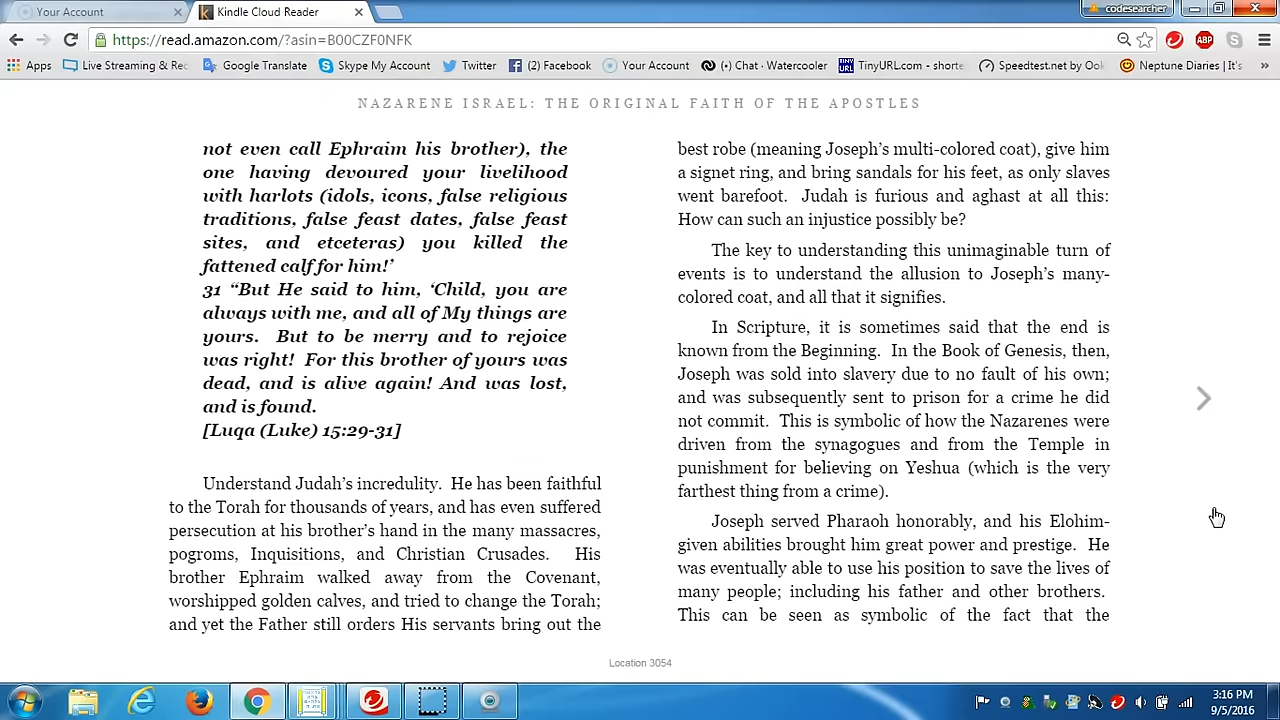 Your Account
Kindle Cloud Reader
codesearcher
https://read.amazon.com/?asin=B00CZF0NFK
Apps
Live Streaming & Rec
Google Translate
Skype My Account
Twitter
(2) Facebook
Your Account
(•) Chat · Watercooler
TinyURL.com - shorte
Speedtest.net by Ook
Neptune Diaries | It's
NAZARENE ISRAEL: THE ORIGINAL FAITH OF THE APOSTLES
not even call Ephraim his brother), the
one having devoured your livelihood
with harlots (idols, icons, false religious
traditions, false feast dates, false feast
sites, and etceteras) you killed the
fattened calf for him!'
31 "But He said to him, 'Child, you are
always with me, and all of My things are
yours. But to be merry and to rejoice
was right! For this brother of yours was
dead, and is alive again! And was lost,
and is found.
[Luqa (Luke) 15:29-31]
Understand Judah's incredulity. He has been faithful
to the Torah for thousands of years, and has even suffered
persecution at his brother's hand in the many massacres,
pogroms, Inquisitions, and Christian Crusades. His
brother Ephraim walked away from the Covenant,
worshipped golden calves, and tried to change the Torah;
and yet the Father still orders His servants bring out the
best robe (meaning Joseph's multi-colored coat), give him
a signet ring, and bring sandals for his feet, as only slaves
went barefoot. Judah is furious and aghast at all this:
How can such an injustice possibly be?
The key to understanding this unimaginable turn of
events is to understand the allusion to Joseph's many-
colored coat, and all that it signifies.
In Scripture, it is sometimes said that the end is
known from the Beginning. In the Book of Genesis, then,
Joseph was sold into slavery due to no fault of his own;
and was subsequently sent to prison for a crime he did
not commit. This is symbolic of how the Nazarenes were
driven from the synagogues and from the Temple in
punishment for believing on Yeshua (which is the very
farthest thing from a crime).
Joseph served Pharaoh honorably, and his Elohim-
given abilities brought him great power and prestige. He
was eventually able to use his position to save the lives of
many people; including his father and other brothers.
This can be seen as symbolic of the fact that the
Location 3054
3:16 PM
9/5/2016